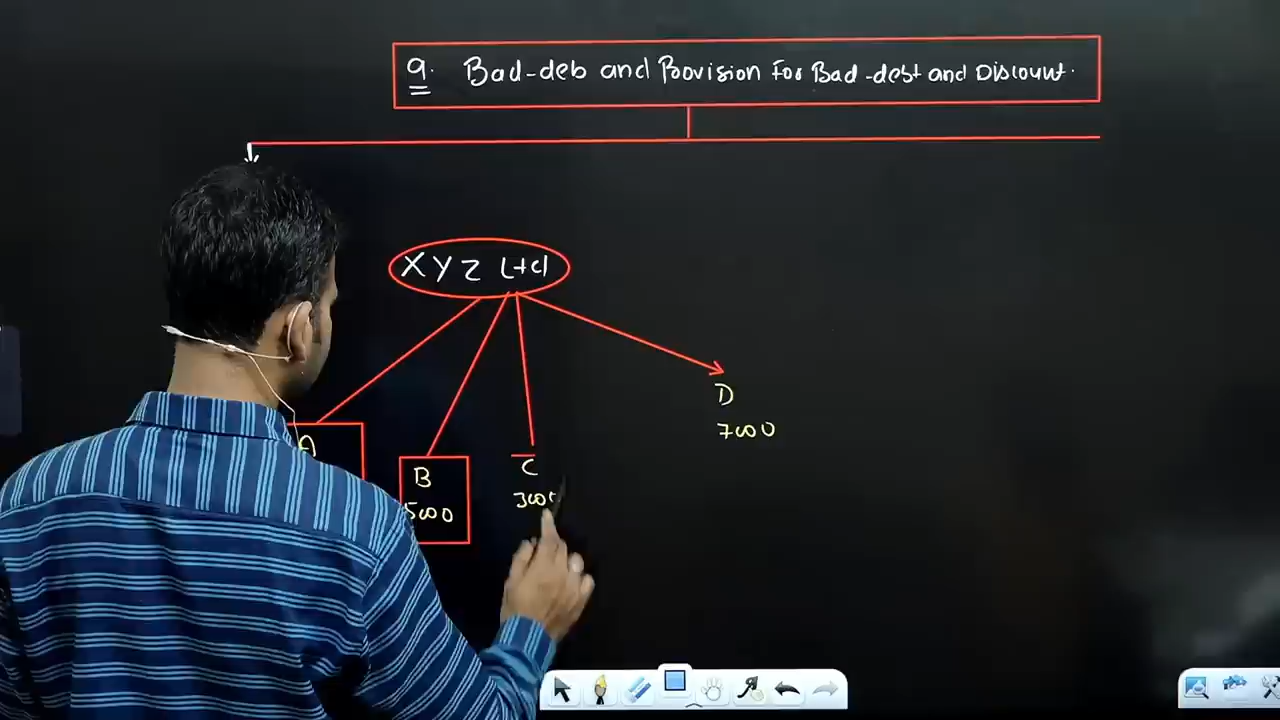 9. Bad-deb and Provision For Bad-debt and Discount.
XYZ Ltd
D
7000
A
C
B
5000